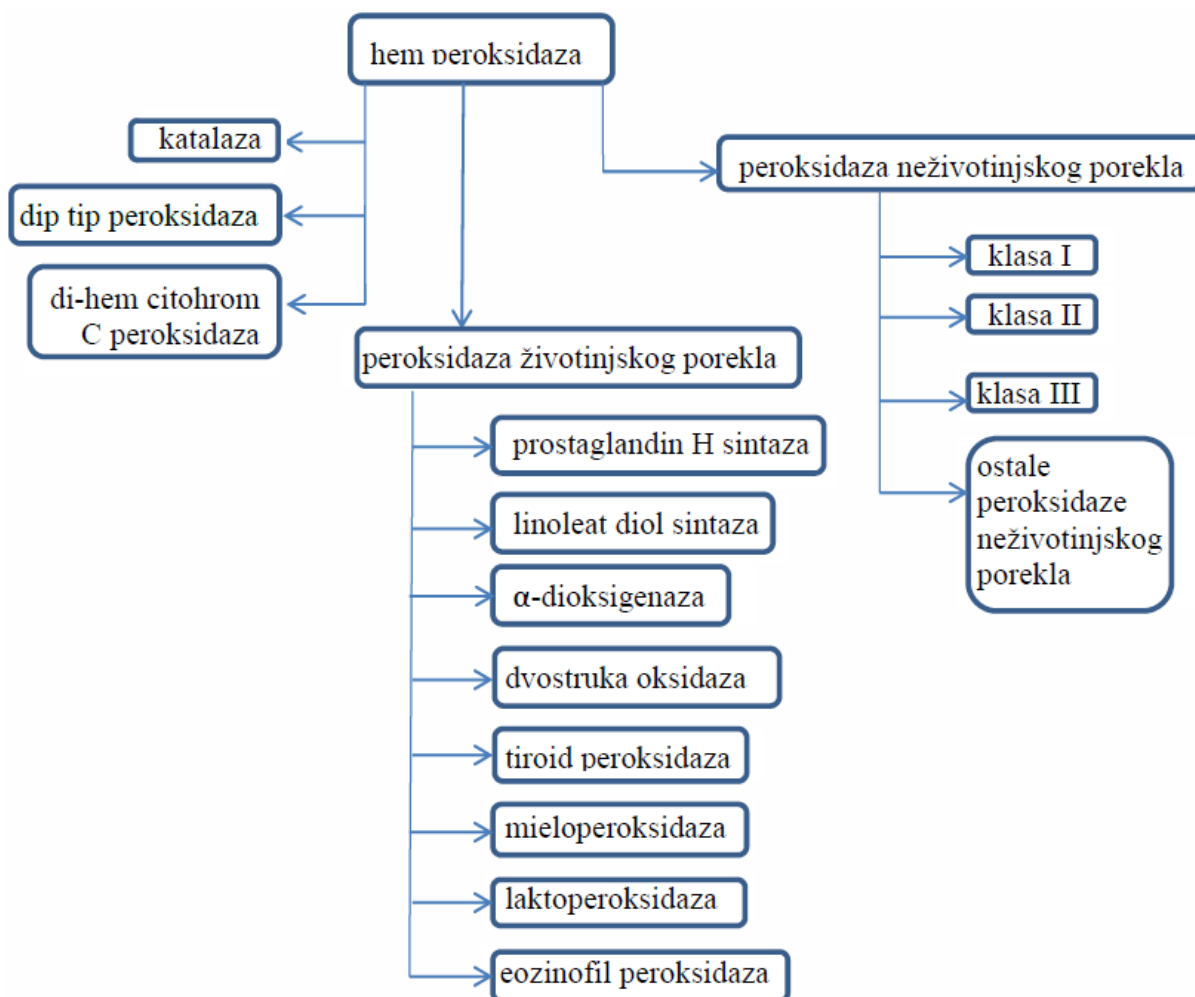 hem peroksidaza
katalaza
dip tip peroksidaza
di-hem citohrom
C peroksidaza
peroksidaza neživotinjskog porekla
klasa I
klasa II
klasa III
ostale
peroksidaze
neživotinjskog
porekla
peroksidaza životinjskog porekla
prostaglandin H sintaza
linoleat diol sintaza
α-dioksigenaza
dvostruka oksidaza
tiroid peroksidaza
mieloperoksidaza
laktoperoksidaza
eozinofil peroksidaza